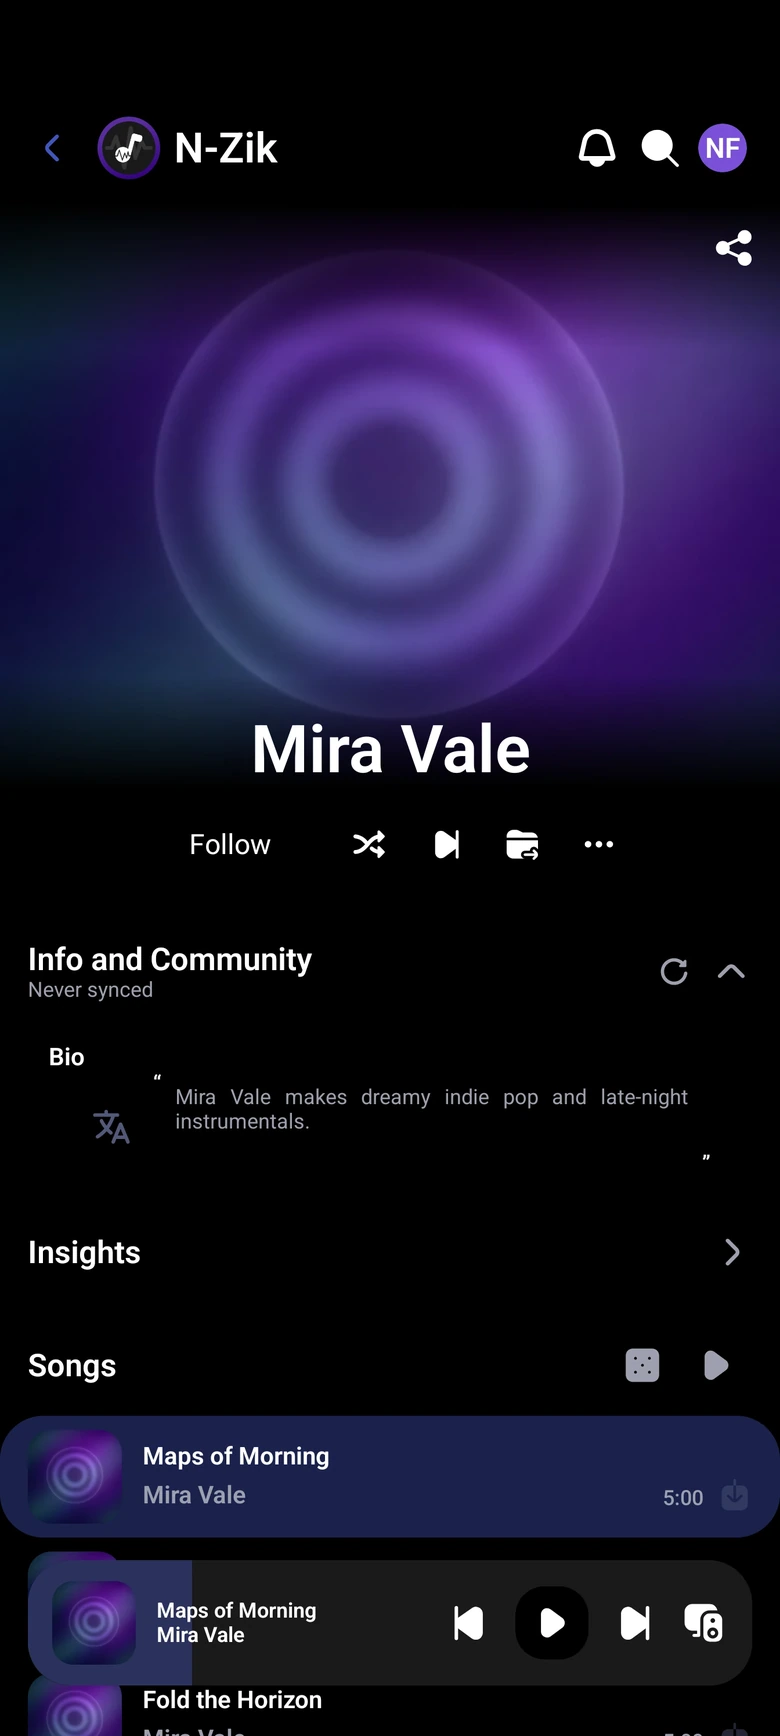 N-Zik
NF
Mira Vale
Follow
Info and Community
Never synced
Bio
“
Mira Vale makes dreamy indie pop and late-night
instrumentals.
”
Insights
Songs
Maps of Morning
Mira Vale
5:00
Maps of Morning
Mira Vale
Fold the Horizon
Mira Vale